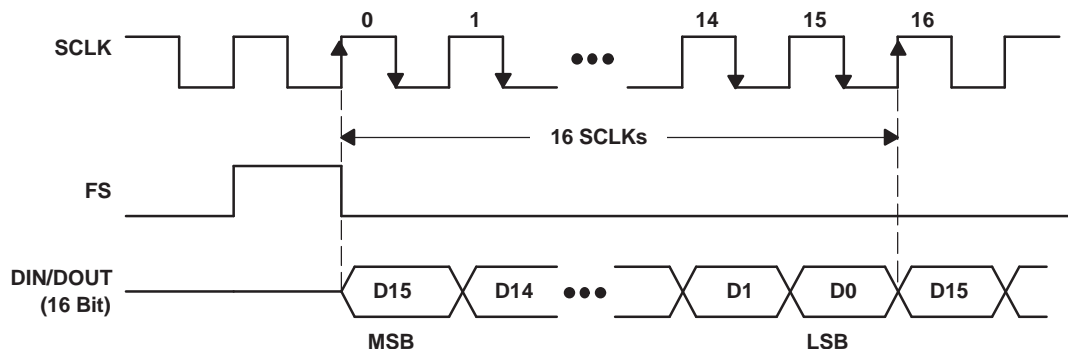 0 1 14 15 16
SCLK
16 SCLKs
FS
DIN/DOUT
(16 Bit)
D15 D14 D1 D0 D15
MSB LSB